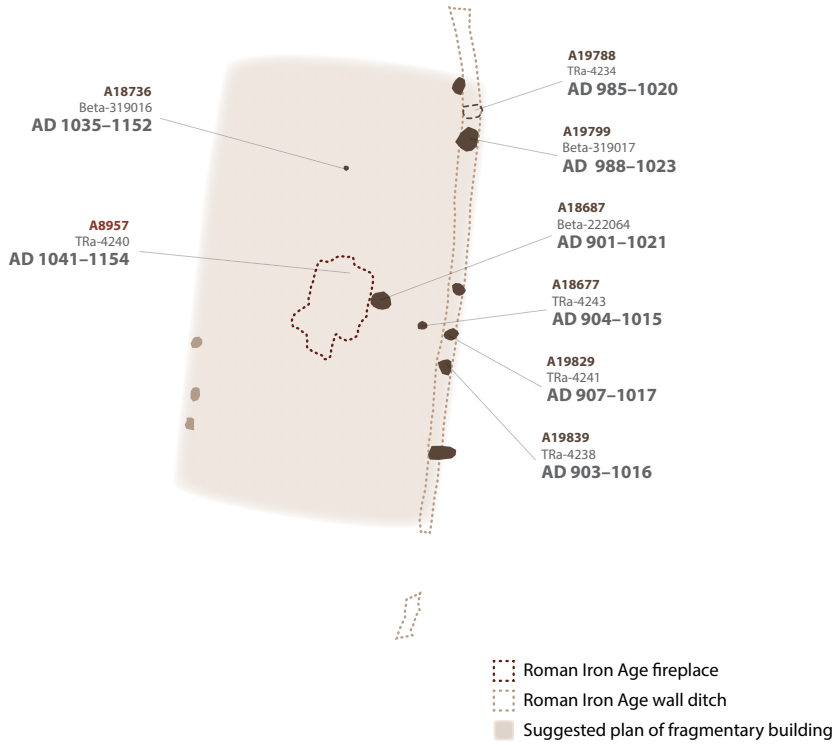 A18736
Beta-319016
AD 1035–1152
A8957
TRa-4240
AD 1041–1154
A19788
TRa-4234
AD 985–1020
A19799
Beta-319017
AD 988–1023
A18687
Beta-222064
AD 901–1021
A18677
TRa-4243
AD 904–1015
A19829
TRa-4241
AD 907–1017
A19839
TRa-4238
AD 903–1016
Roman Iron Age fireplace
Roman Iron Age wall ditch
Suggested plan of fragmentary building